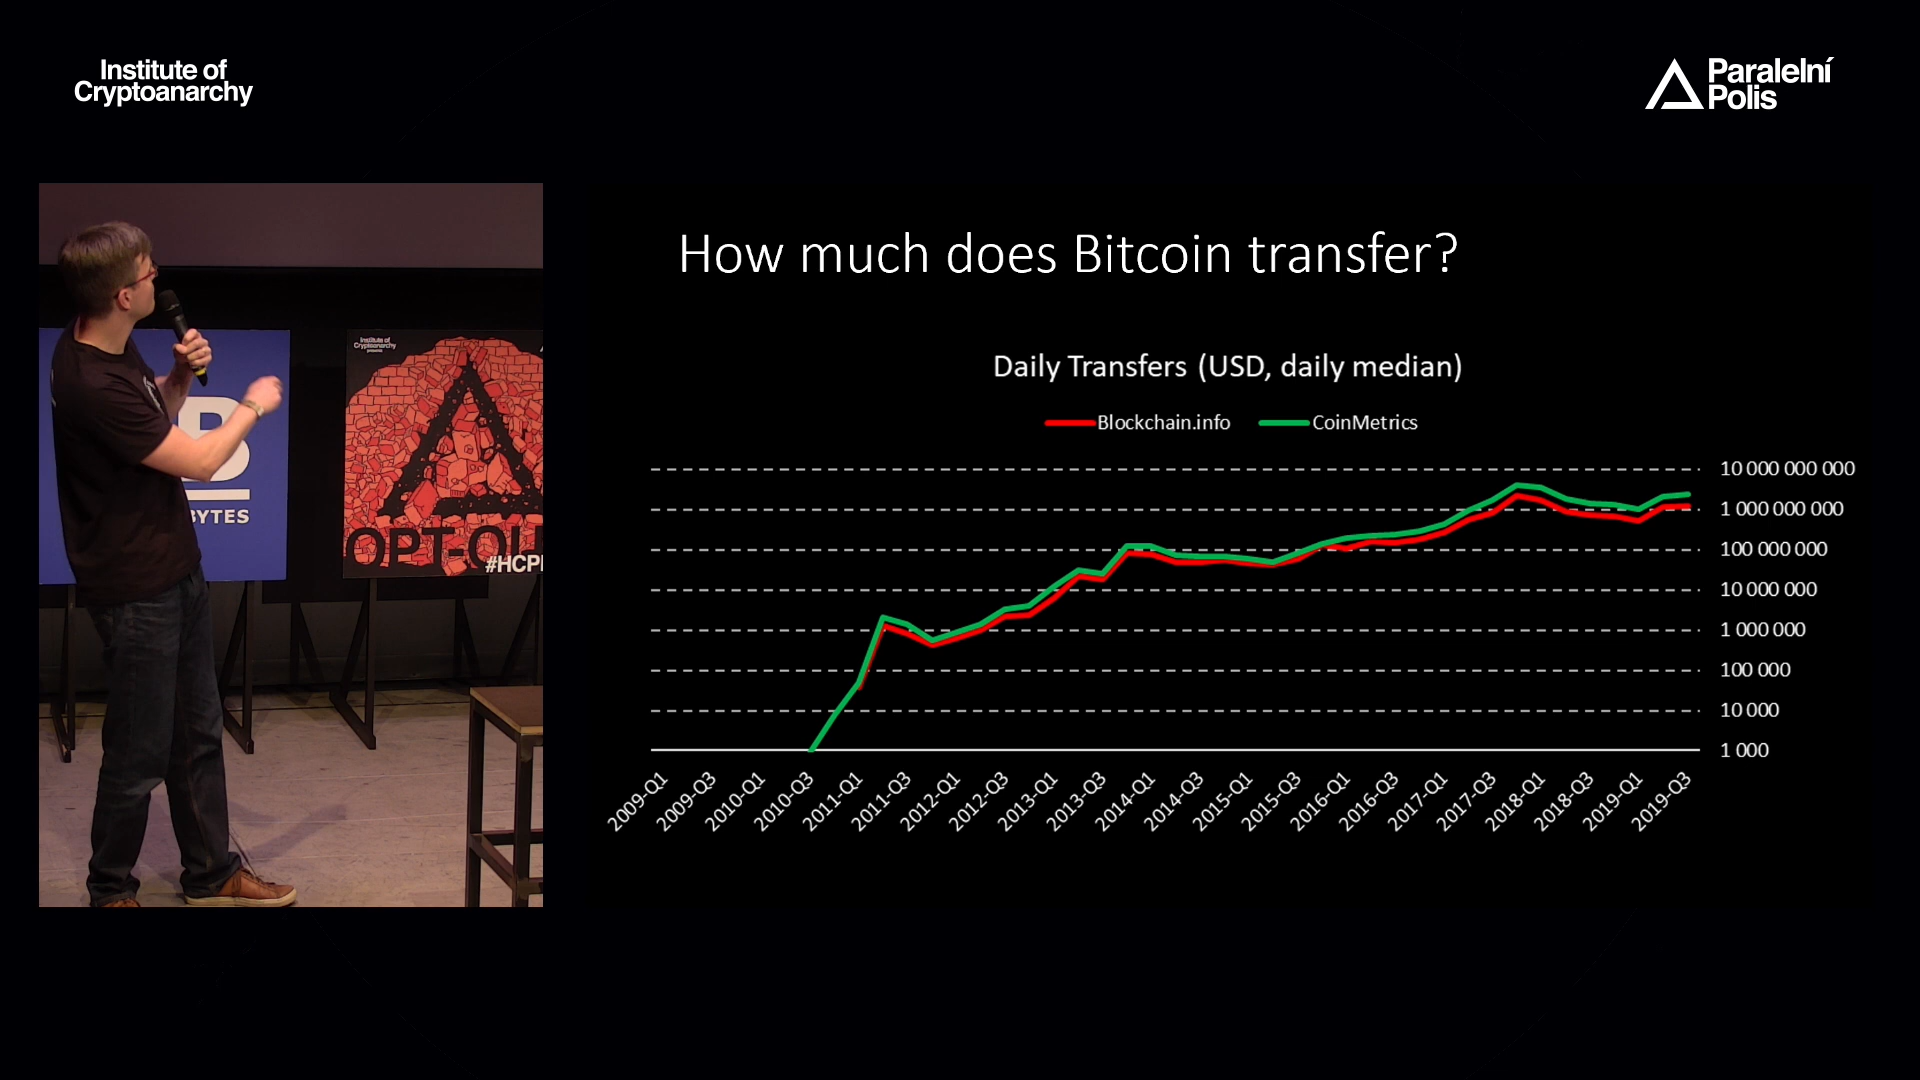 Institute of
Cryptoanarchy
Paralelní
Polis
How much does Bitcoin transfer?
Daily Transfers (USD, daily median)
Blockchain.info
CoinMetrics
10 000 000 000
1 000 000 000
100 000 000
10 000 000
1 000 000
100 000
10 000
1 000
2009-Q1
2009-Q3
2010-Q1
2010-Q3
2011-Q1
2011-Q3
2012-Q1
2012-Q3
2013-Q1
2013-Q3
2014-Q1
2014-Q3
2015-Q1
2015-Q3
2016-Q1
2016-Q3
2017-Q1
2017-Q3
2018-Q1
2018-Q3
2019-Q1
2019-Q3
B
BYTES
Institute of
Cryptoanarchy
OPT-OU
#HCP